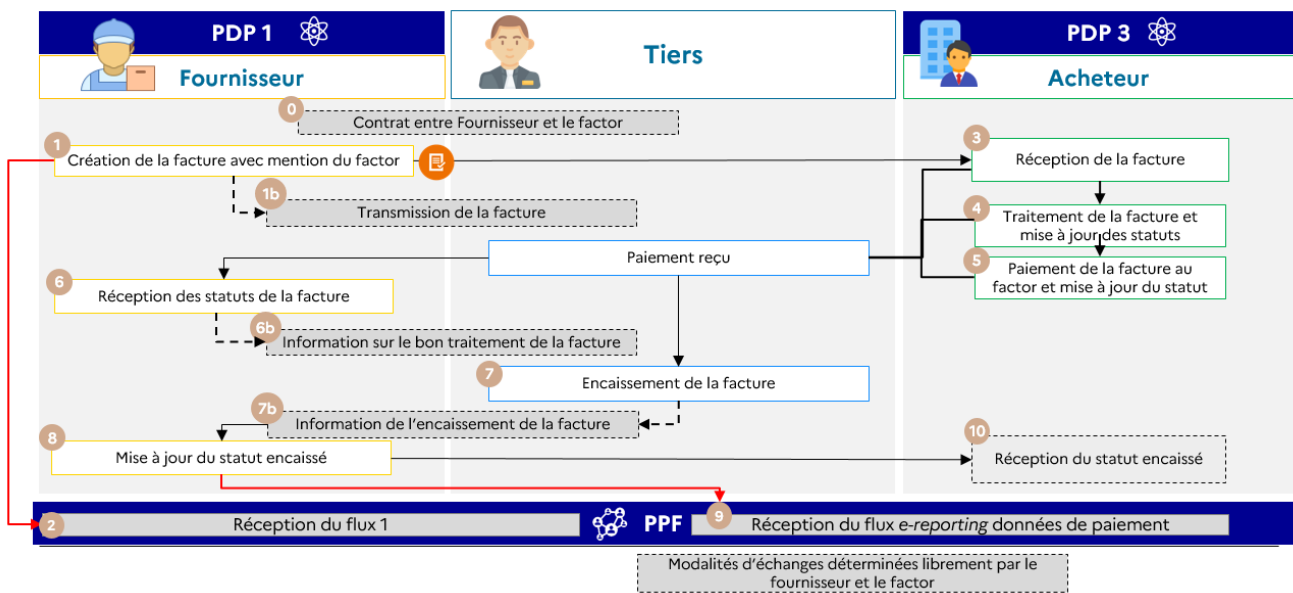 PDP 1
PDP 3
Tiers
Fournisseur
Acheteur
0
Contrat entre Fournisseur et le factor
1
Création de la facture avec mention du factor
3
Réception de la facture
1b
Transmission de la facture
4
Traitement de la facture et
mise à jour des statuts
Paiement reçu
5
Paiement de la facture au
factor et mise à jour du statut
6
Réception des statuts de la facture
6b
Information sur le bon traitement de la facture
7
Encaissement de la facture
7b
Information de l'encaissement de la facture
8
Mise à jour du statut encaissé
10
Réception du statut encaissé
2
Réception du flux 1
PPF
9
Réception du flux e-reporting données de paiement
Modalités d'échanges déterminées librement par le
fournisseur et le factor